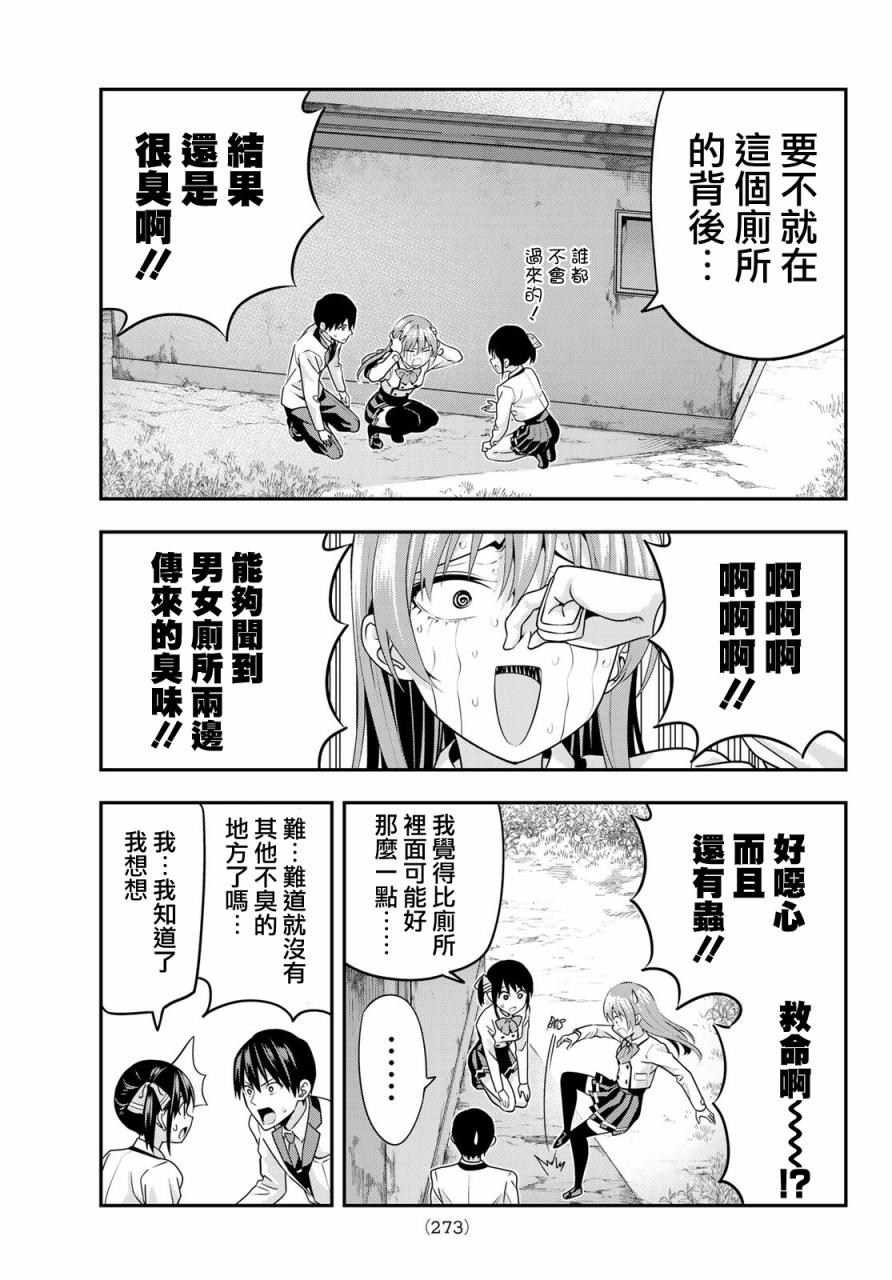 要不就在
這個廁所
的背後…
誰都
不會
過來的！
結果
還是
很臭啊!!
啊啊啊
啊啊啊!!
能夠聞到
男女廁所兩邊
傳來的臭味!!
好噁心
而且
還有蟲!!
救命啊~~~~!?
我覺得比廁所
裡面可能好
那麼一點……
……
難…難道就沒有
其他不臭的
地方了嗎…
我…我知道了
我想想
(273)